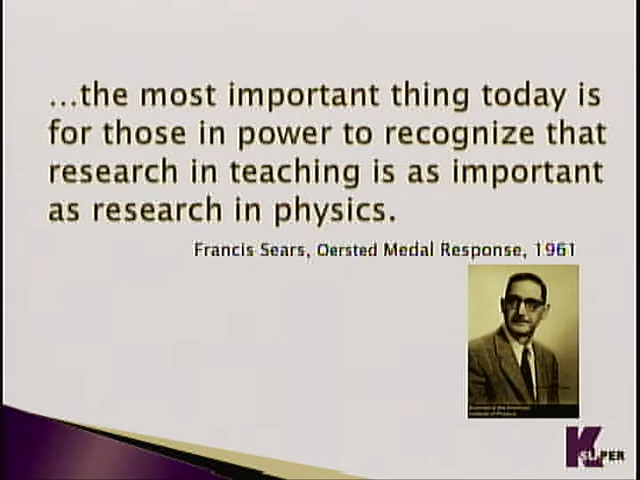 ...the most important thing today is
for those in power to recognize that
research in teaching is as important
as research in physics.
Francis Sears, Oersted Medal Response, 1961
K
SUPER